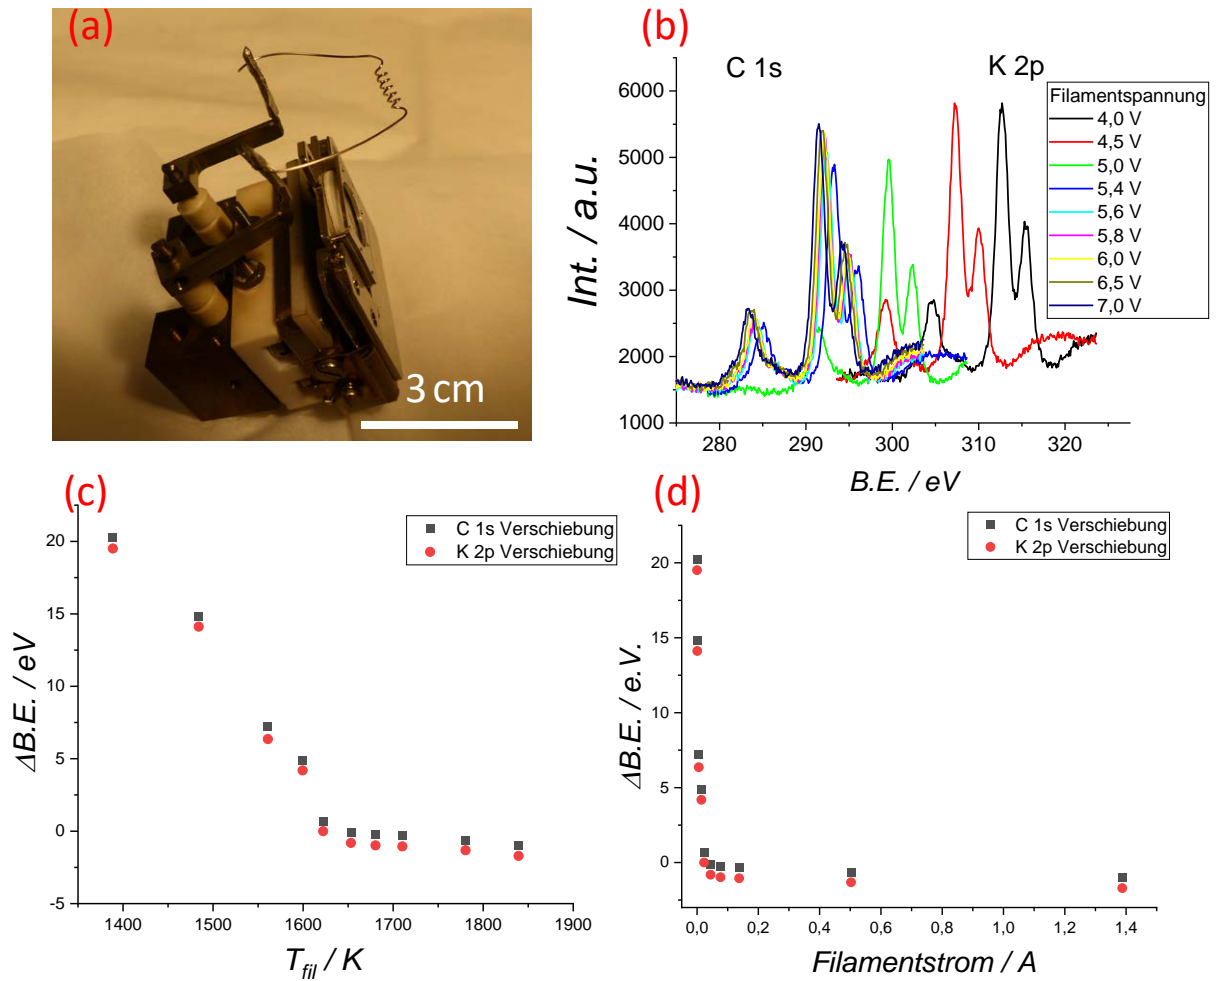 (a)
3 cm
(b)
C 1s
K 2p
Filamentspannung
4,0 V
4,5 V
5,0 V
5,4 V
5,6 V
5,8 V
6,0 V
6,5 V
7,0 V
6000
5000
4000
3000
2000
1000
Int. / a.u.
280
290
300
310
320
B.E. / eV
(c)
C 1s Verschiebung
K 2p Verschiebung
20
15
10
5
0
-5
ΔB.E. / eV
1400
1500
1600
1700
1800
1900
T_fil / K
(d)
C 1s Verschiebung
K 2p Verschiebung
20
15
10
5
0
ΔB.E. / e.V.
0,0
0,2
0,4
0,6
0,8
1,0
1,2
1,4
Filamentstrom / A